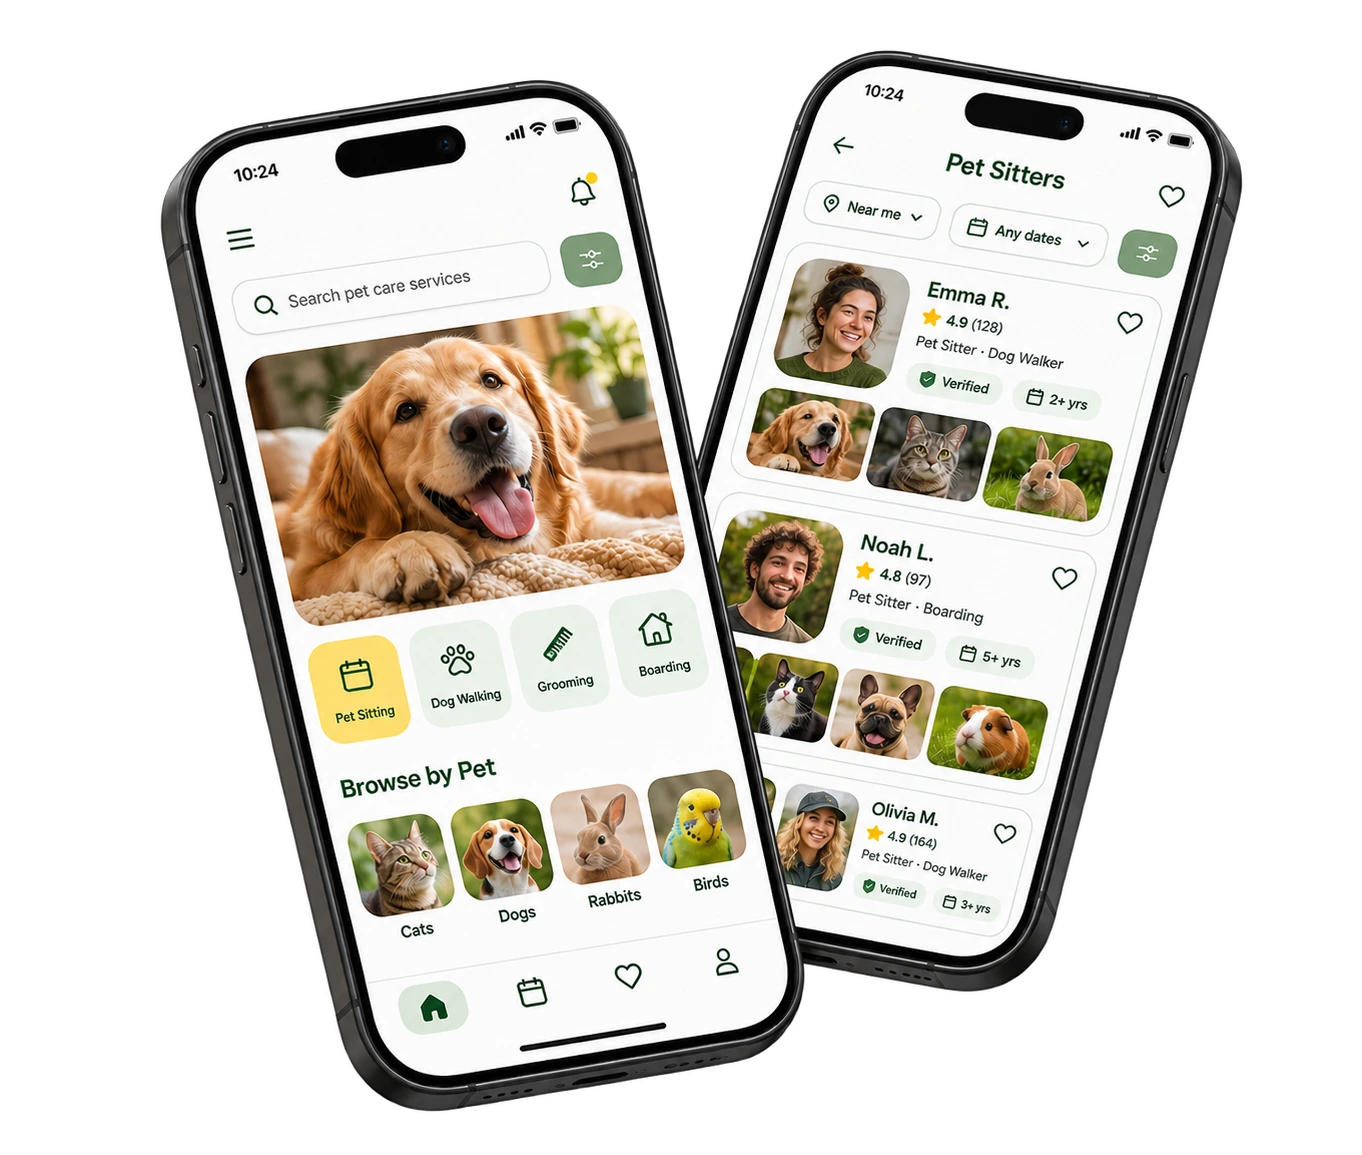 10:24
Search pet care services
Pet Sitting
Dog Walking
Grooming
Boarding
Browse by Pet
Cats
Dogs
Rabbits
Birds
10:24
Pet Sitters
Near me
Any dates
Emma R.
4.9 (128)
Pet Sitter · Dog Walker
Verified
2+ yrs
Noah L.
4.8 (97)
Pet Sitter · Boarding
Verified
5+ yrs
Olivia M.
4.9 (164)
Pet Sitter · Dog Walker
Verified
3+ yrs